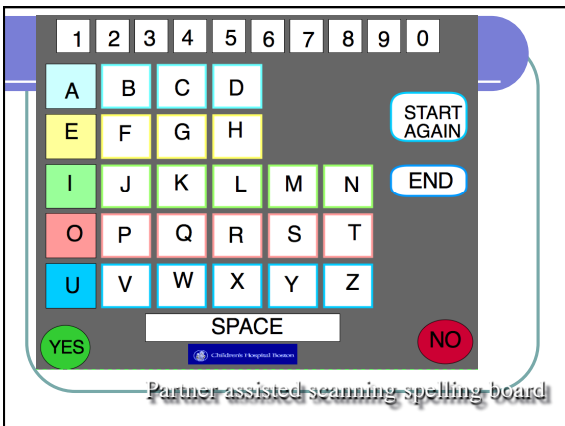 1 2 3 4 5 6 7 8 9 0
A B C D
START
AGAIN
E F G H
I J K L M N
END
O P Q R S T
U V W X Y Z
SPACE
YES
NO
Children's Hospital Boston
Partner assisted scanning spelling board